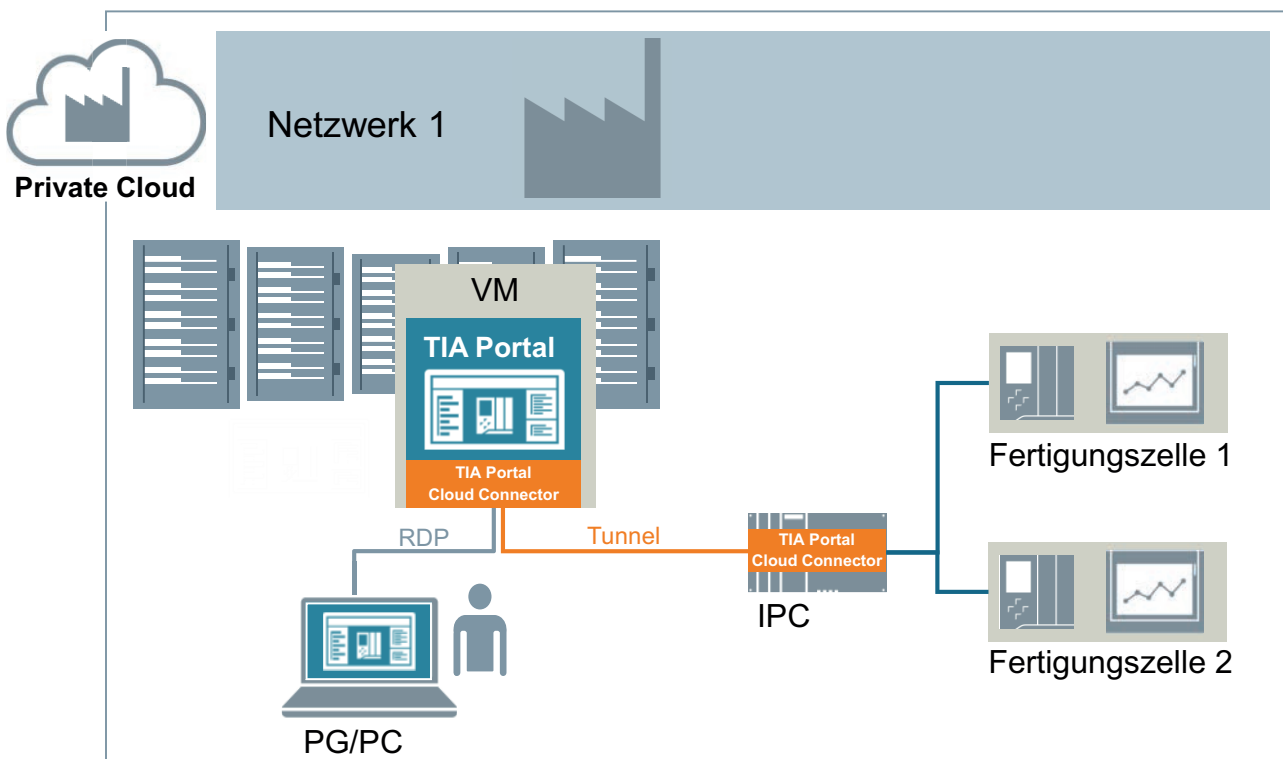 Netzwerk 1
Private Cloud
VM
TIA Portal
TIA Portal
Cloud Connector
RDP
Tunnel
TIA Portal
Cloud Connector
IPC
Fertigungszelle 1
Fertigungszelle 2
PG/PC